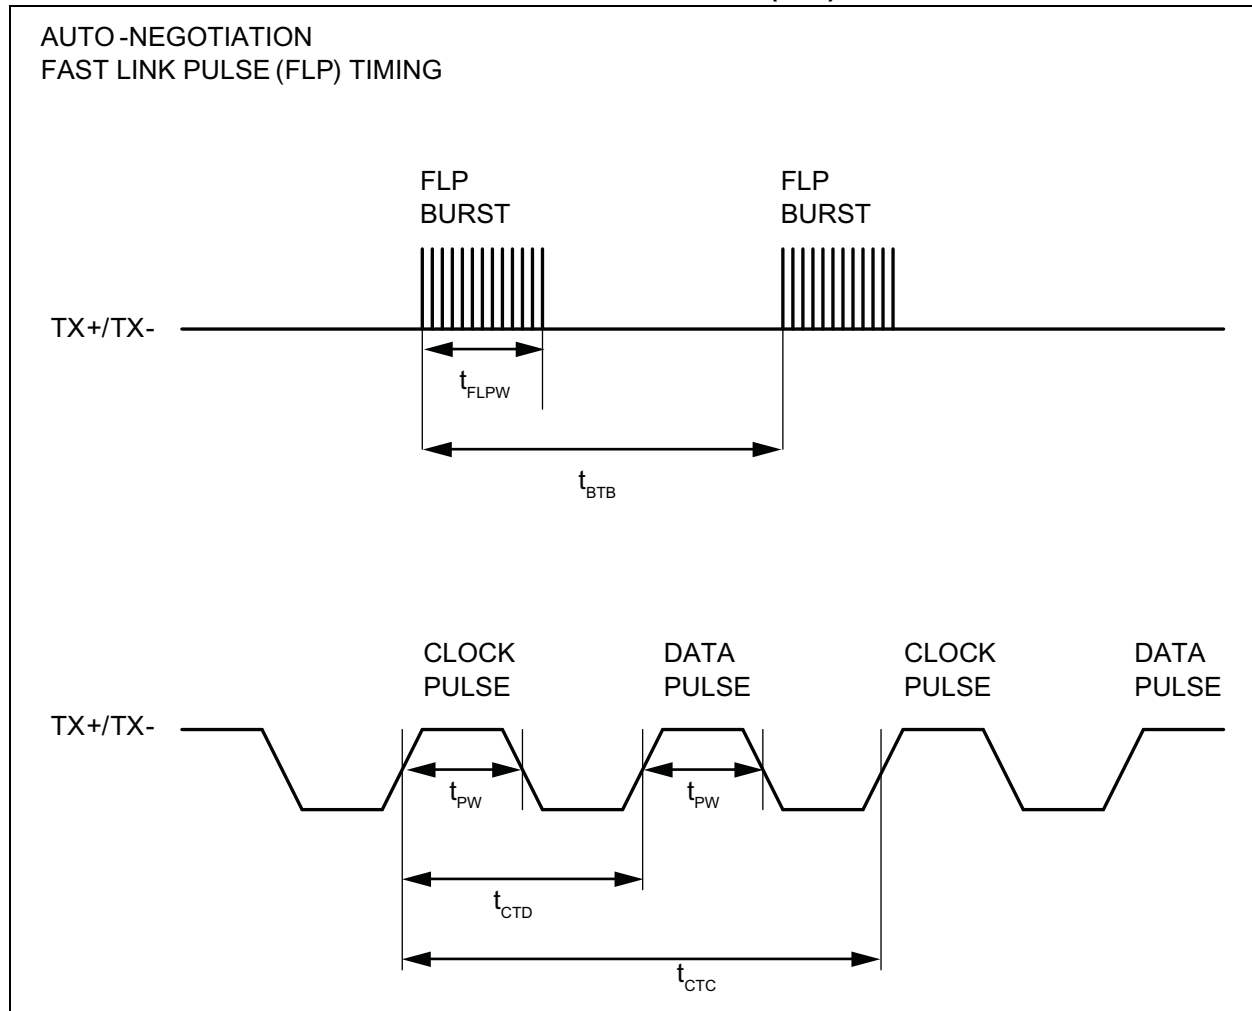 AUTO-NEGOTIATION
FAST LINK PULSE (FLP) TIMING
FLP
BURST
FLP
BURST
TX+/TX-
tFLPW
tBTB
CLOCK
PULSE
DATA
PULSE
CLOCK
PULSE
DATA
PULSE
TX+/TX-
tPW
tPW
tCTD
tCTC